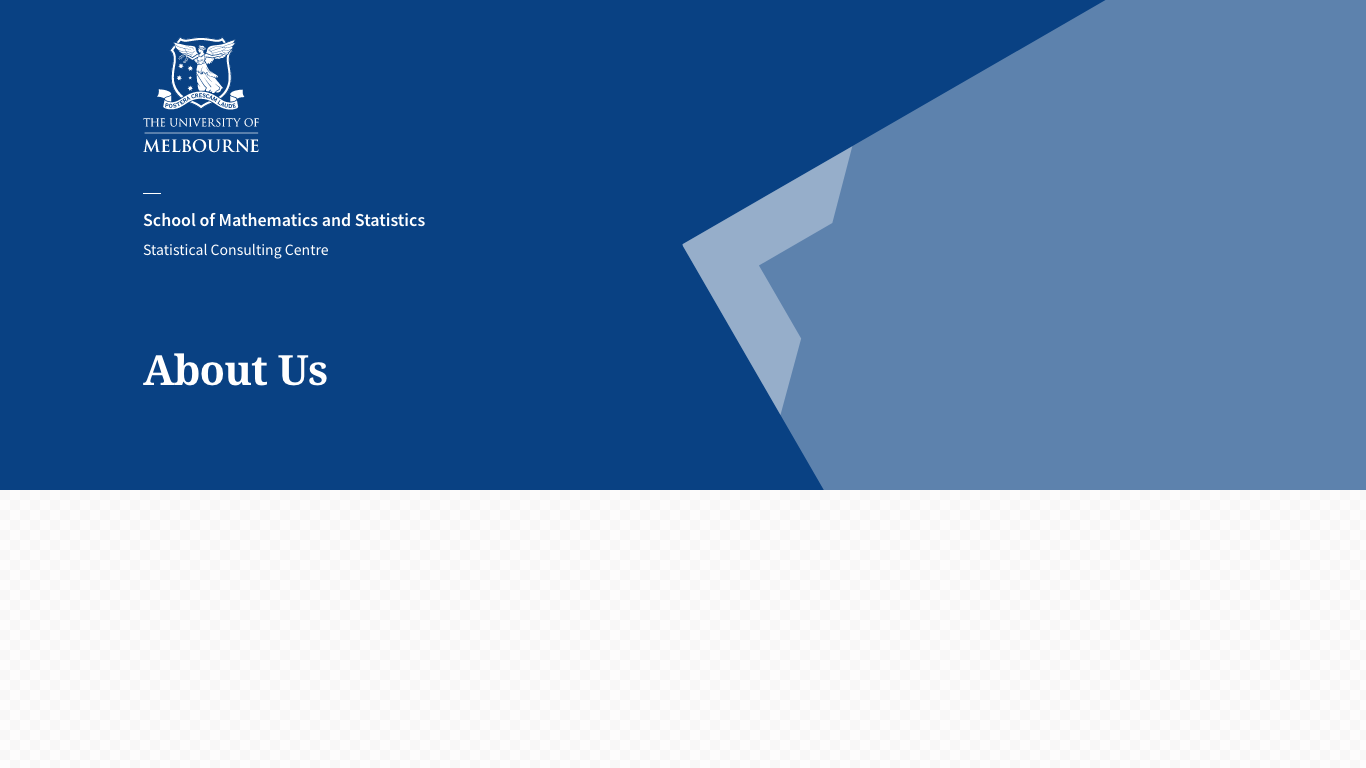 POSTERA CRESCAM LAUDE
THE UNIVERSITY OF
MELBOURNE
School of Mathematics and Statistics
Statistical Consulting Centre
About Us